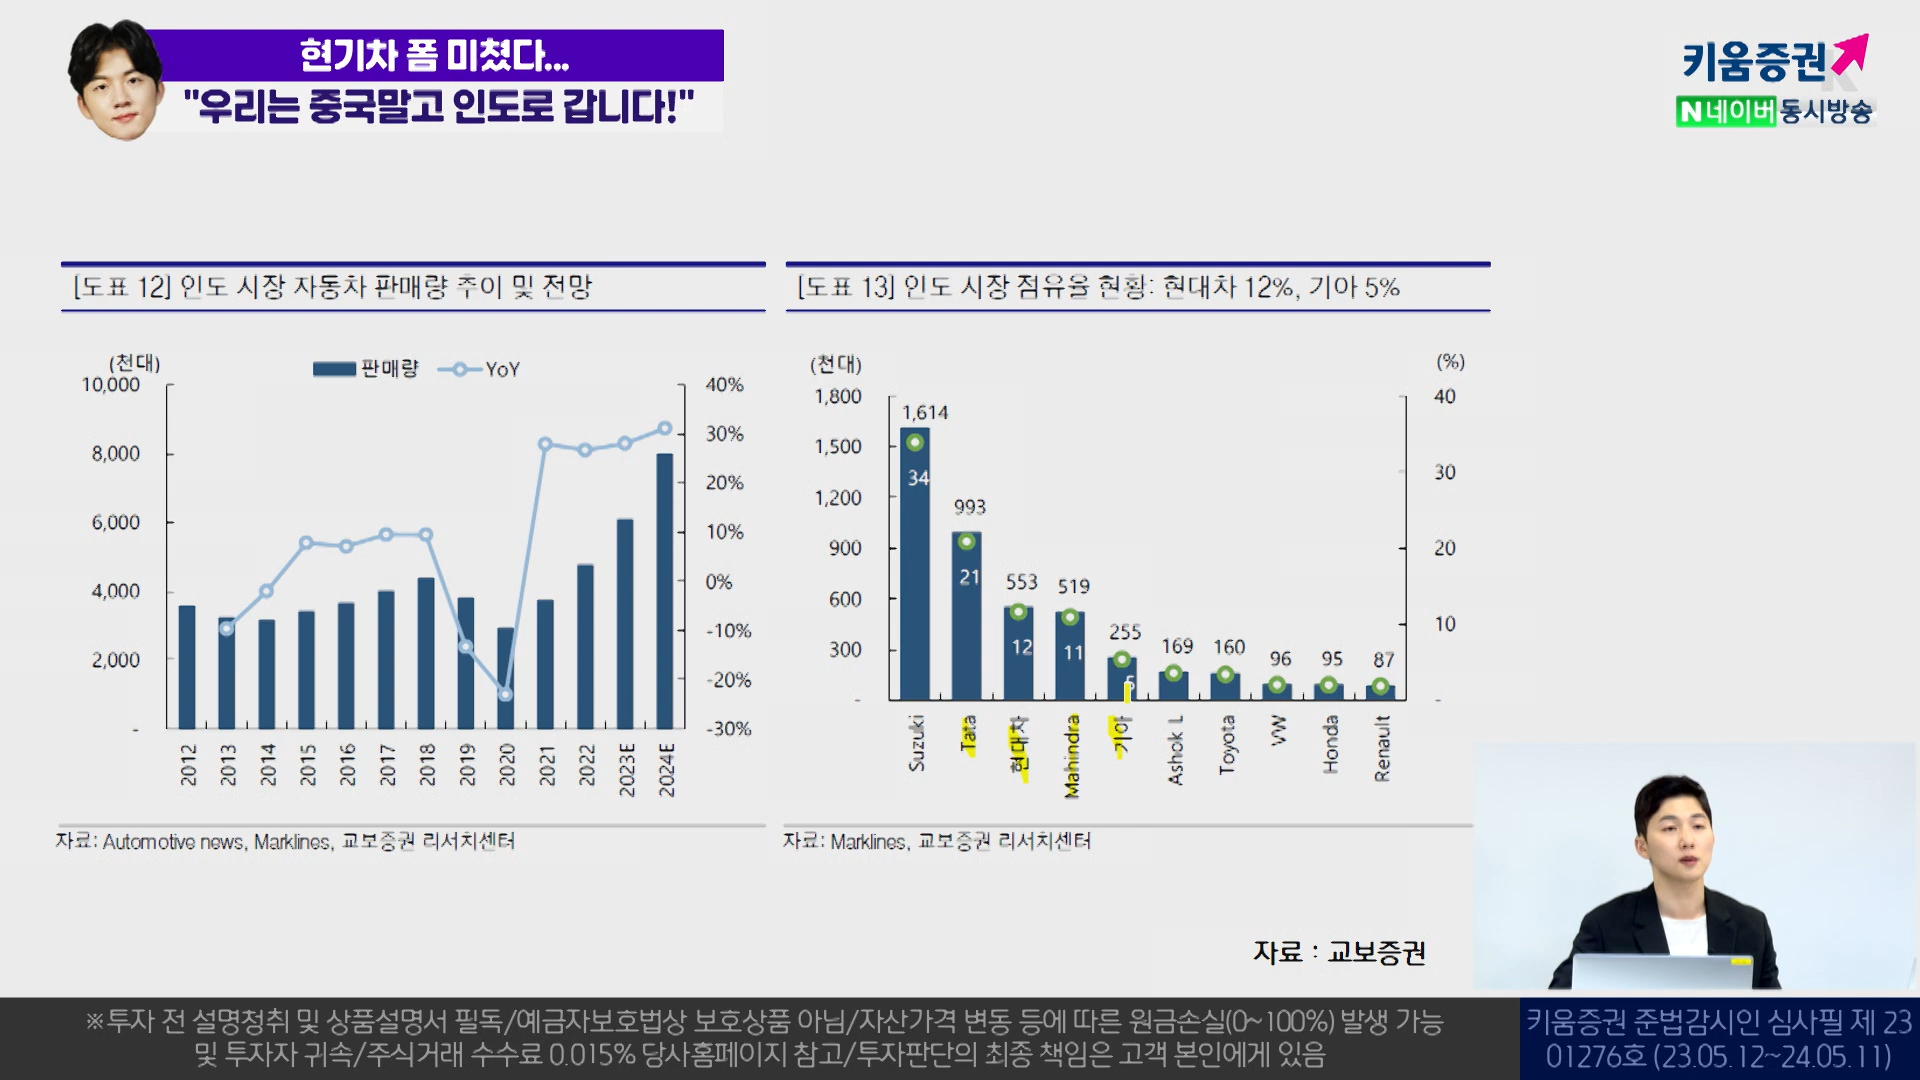 현기차 폼 미쳤다...
"우리는 중국말고 인도로 갑니다!"
키움증권
N 네이버 동시방송
[도표 12] 인도 시장 자동차 판매량 추이 및 전망
(천대)
판매량 YoY
10,000
8,000
6,000
4,000
2,000
-
40%
30%
20%
10%
0%
-10%
-20%
-30%
2012 2013 2014 2015 2016 2017 2018 2019 2020 2021 2022 2023E 2024E
자료: Automotive news, Marklines, 교보증권 리서치센터
[도표 13] 인도 시장 점유율 현황: 현대차 12%, 기아 5%
(천대)
(%)
1,800
1,500
1,200
900
600
300
-
40
30
20
10
-
1,614 993 553 519 255 169 160 96 95 87
34 21 12 11 5
Suzuki Tata 현대차 Mahindra 기아 Ashok L Toyota VW Honda Renault
자료: Marklines, 교보증권 리서치센터
자료 : 교보증권
※투자 전 설명청취 및 상품설명서 필독/예금자보호법상 보호상품 아님/자산가격 변동 등에 따른 원금손실(0~100%) 발생 가능
및 투자자 귀속/주식거래 수수료 0.015% 당사홈페이지 참고/투자판단의 최종 책임은 고객 본인에게 있음
키움증권 준법감시인 심사필 제 23
01276호 (23.05.12~24.05.11)